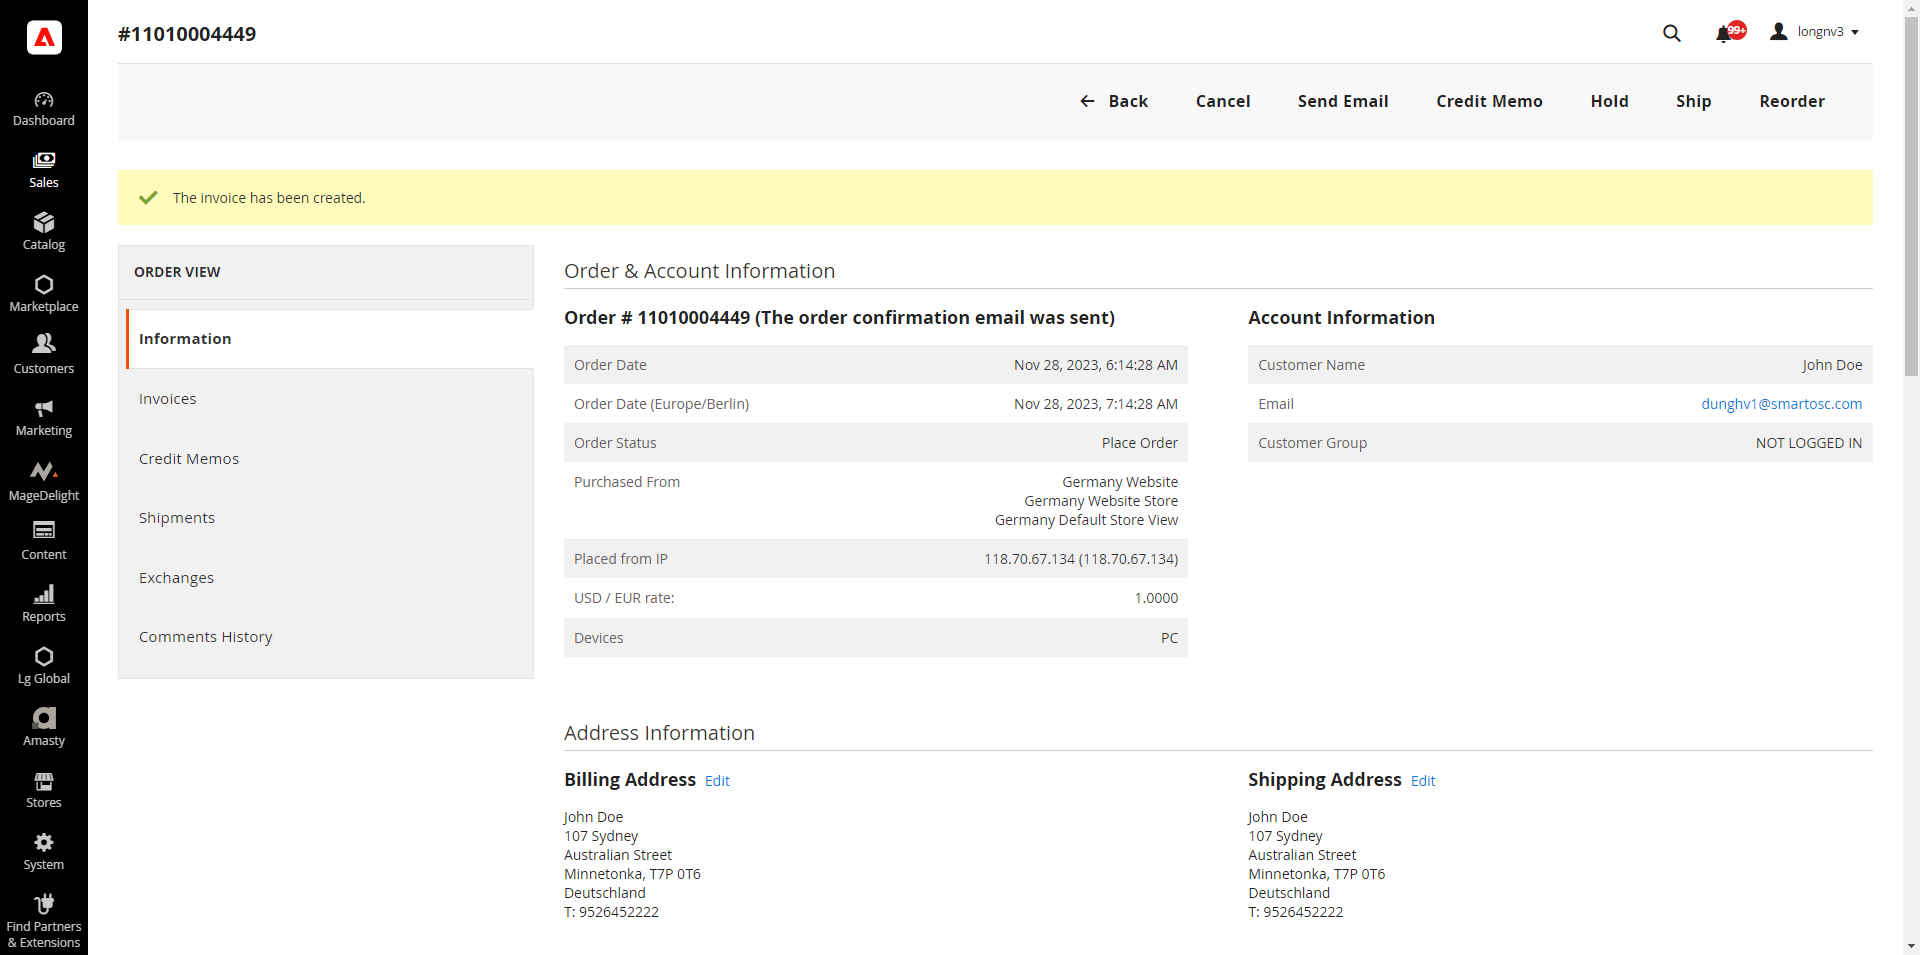 #11010004449
99+
longnv3
Dashboard
Sales
Catalog
Marketplace
Customers
Marketing
MageDelight
Content
Reports
Lg Global
Amasty
Stores
System
Find Partners
& Extensions
Back
Cancel
Send Email
Credit Memo
Hold
Ship
Reorder
The invoice has been created.
ORDER VIEW
Information
Invoices
Credit Memos
Shipments
Exchanges
Comments History
Order & Account Information
Order # 11010004449 (The order confirmation email was sent)
Order Date Nov 28, 2023, 6:14:28 AM
Order Date (Europe/Berlin) Nov 28, 2023, 7:14:28 AM
Order Status Place Order
Purchased From Germany Website
Germany Website Store
Germany Default Store View
Placed from IP 118.70.67.134 (118.70.67.134)
USD / EUR rate: 1.0000
Devices PC
Account Information
Customer Name John Doe
Email dunghv1@smartosc.com
Customer Group NOT LOGGED IN
Address Information
Billing Address Edit
John Doe
107 Sydney
Australian Street
Minnetonka, T7P 0T6
Deutschland
T: 9526452222
Shipping Address Edit
John Doe
107 Sydney
Australian Street
Minnetonka, T7P 0T6
Deutschland
T: 9526452222